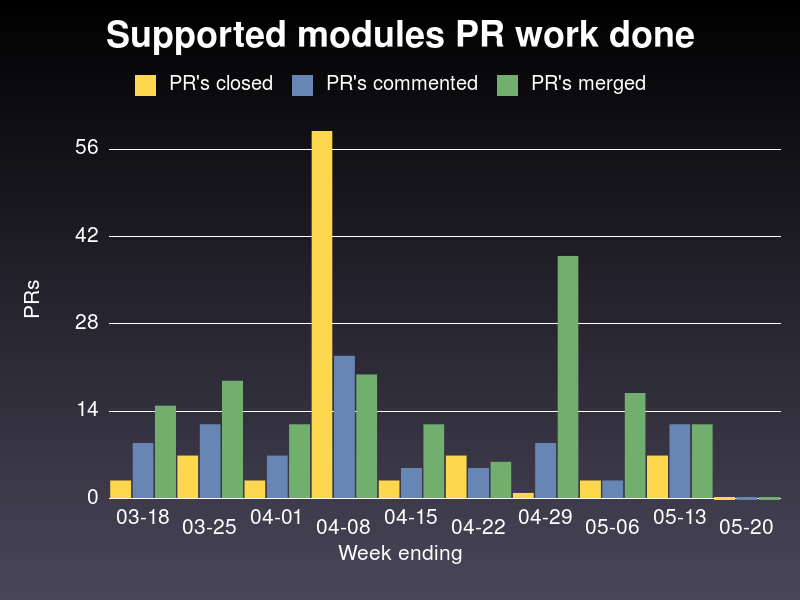 Supported modules PR work done
PR's closed PR's commented PR's merged
56
42
28
14
0
PRs
03-18 03-25 04-01 04-08 04-15 04-22 04-29 05-06 05-13 05-20
Week ending